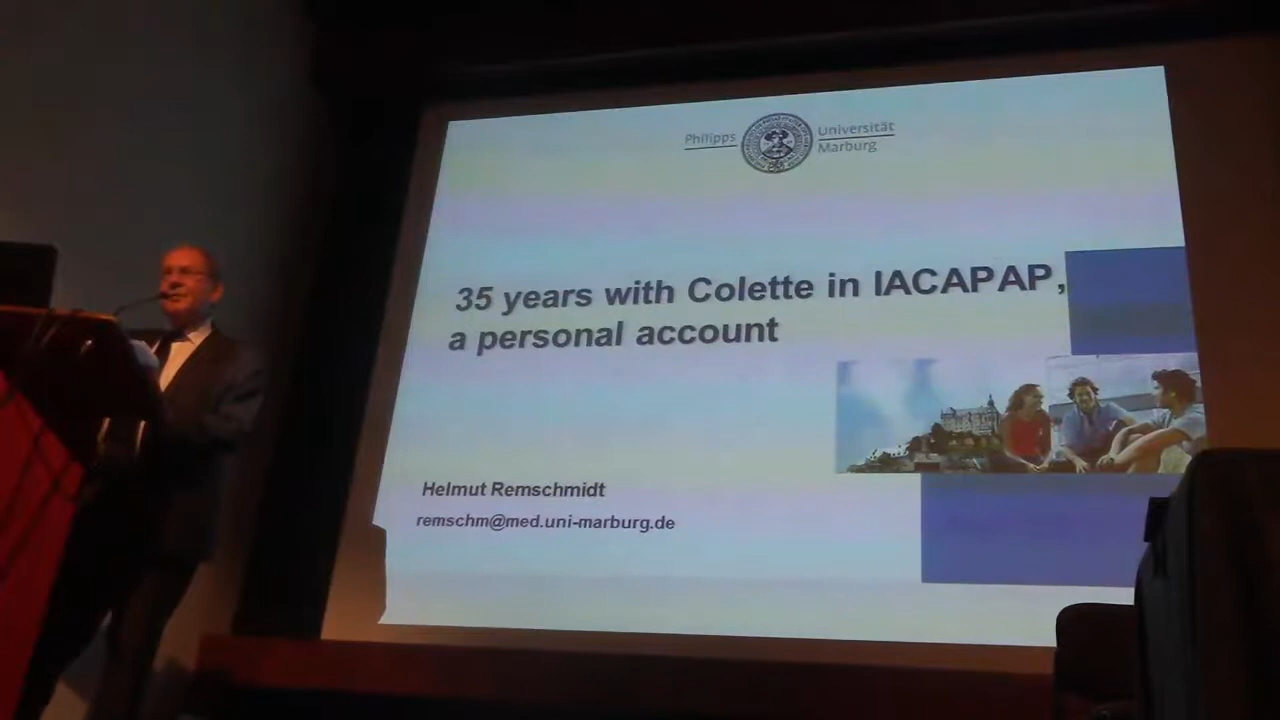 Philipps Universität
Marburg
35 years with Colette in IACAPAP,
a personal account
Helmut Remschmidt
remschm@med.uni-marburg.de